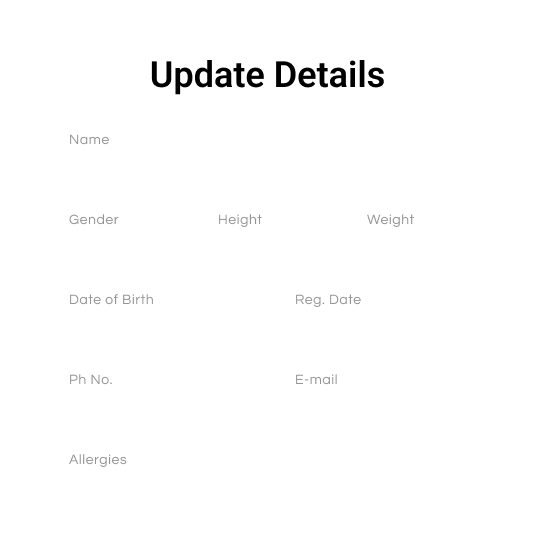 Update Details
Name
Gender Height Weight
Date of Birth Reg. Date
Ph No. E-mail
Allergies